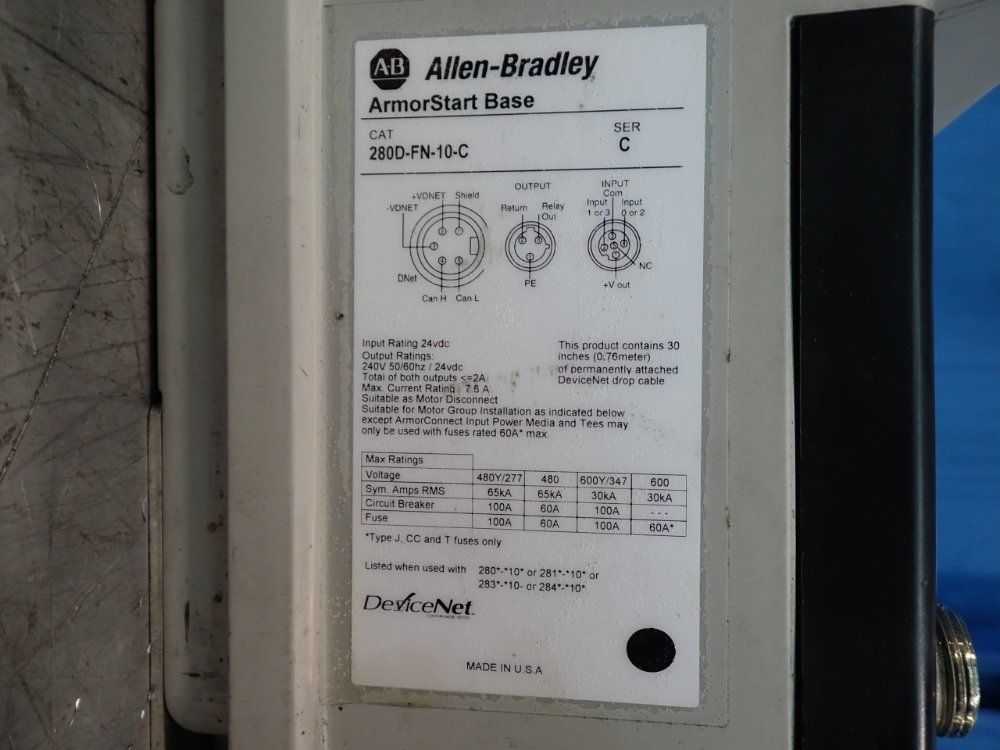 AB Allen-Bradley
ArmorStart Base
CAT
280D-FN-10-C
SER
C
+VDNET Shield
-VDNET
DNet
Can H Can L
OUTPUT
Return Relay
Out
PE
INPUT
Com
Input Input
1 or 3 0 or 2
NC
+V out
Input Rating 24vdc
Output Ratings:
240V 50/60hz / 24vdc
Total of both outputs <=2A
Max. Current Rating 7.6 A
Suitable as Motor Disconnect
Suitable for Motor Group Installation as indicated below
except ArmorConnect Input Power Media and Tees may
only be used with fuses rated 60A* max
This product contains 30
inches (0.76meter)
of permanently attached
DeviceNet drop cable
Max Ratings
Voltage 480Y/277 480 600Y/347 600
Sym. Amps RMS 65kA 65kA 30kA 30kA
Circuit Breaker 100A 60A 100A ---
Fuse 100A 60A 100A 60A*
*Type J, CC and T fuses only
Listed when used with 280*-*10* or 281*-*10* or
283*-*10- or 284*-*10*
DeviceNet
MADE IN U.S.A